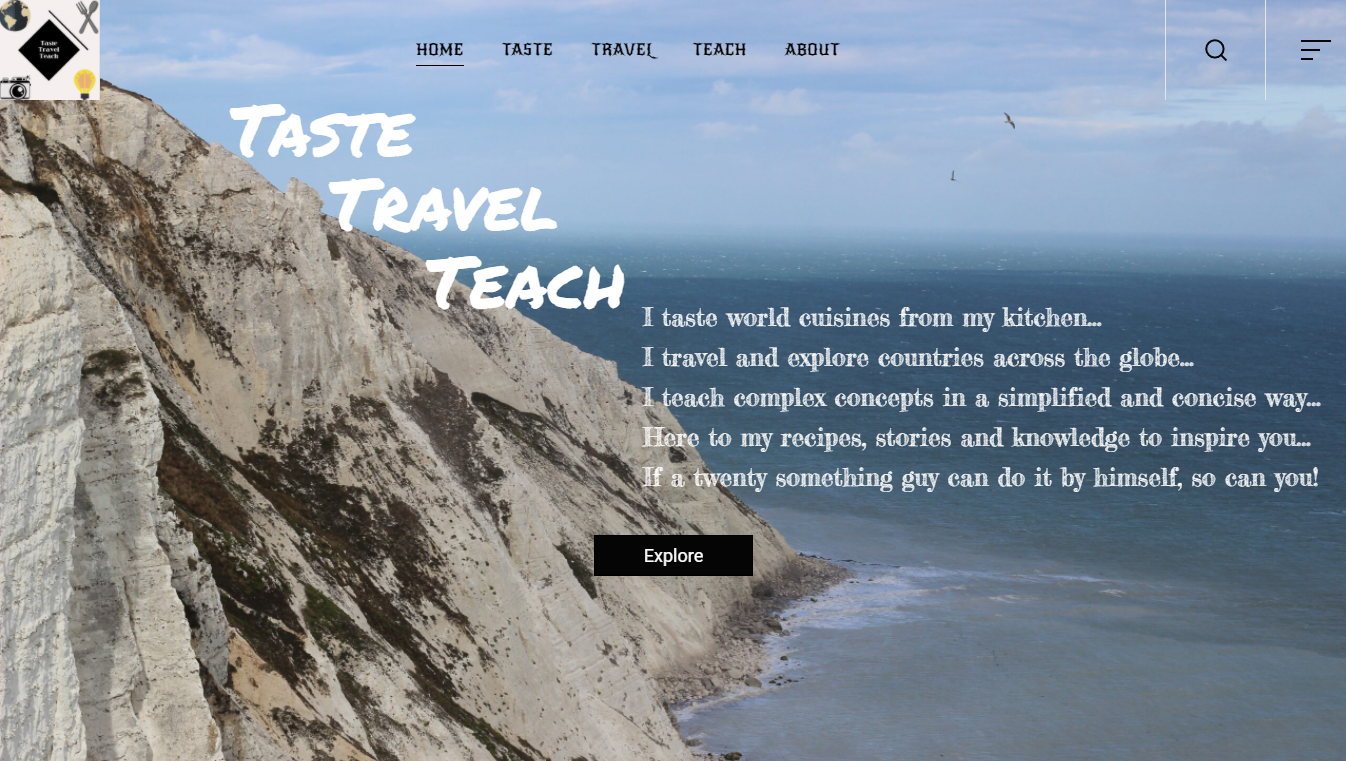 Taste
Travel
Teach
HOME TASTE TRAVEL TEACH ABOUT
TASTE
TRAVEL
TEACH
I taste world cuisines from my kitchen...
I travel and explore countries across the globe...
I teach complex concepts in a simplified and concise way...
Here to my recipes, stories and knowledge to inspire you...
If a twenty something guy can do it by himself, so can you!
Explore